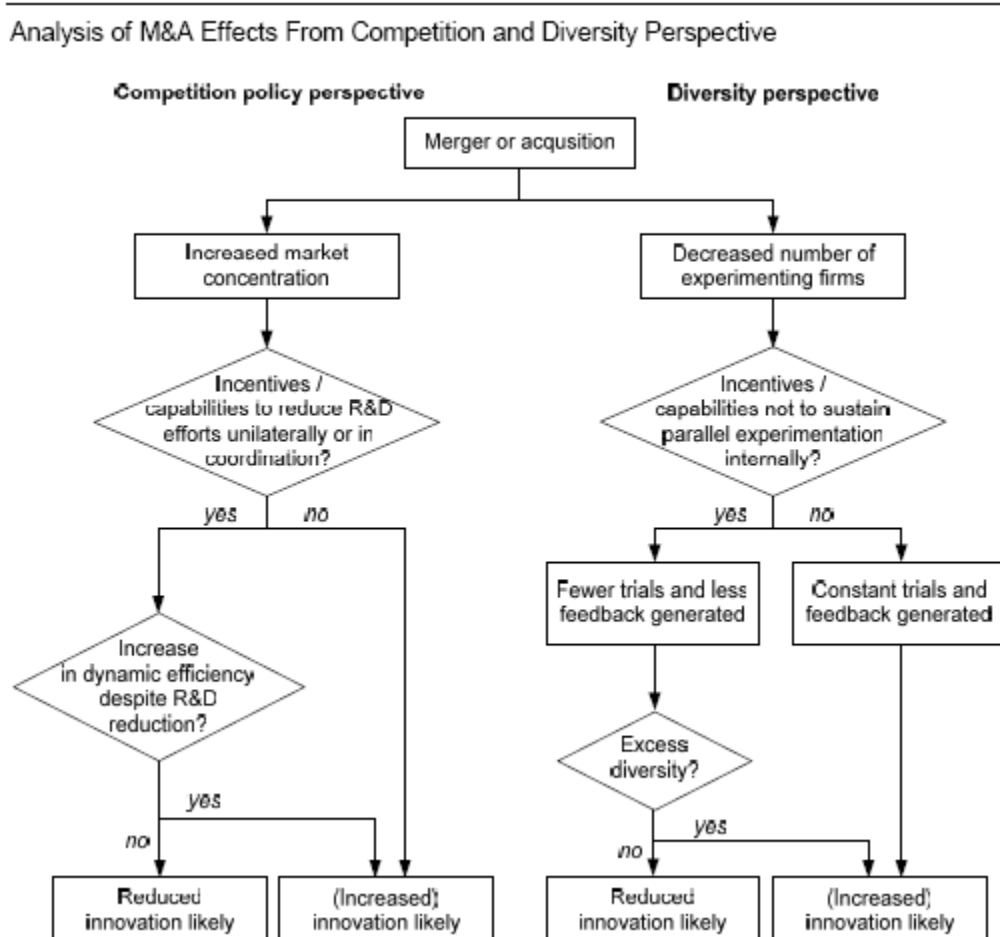 Analysis of M&A Effects From Competition and Diversity Perspective
Competition policy perspective
Diversity perspective
Merger or acqusition
Increased market
concentration
Decreased number of
experimenting firms
Incentives /
capabilities to reduce R&D
efforts unilaterally or in
coordination?
Incentives /
capabilities not to sustain
parallel experimentation
internally?
yes
no
yes
no
Fewer trials and less
feedback generated
Constant trials and
feedback generated
Increase
in dynamic efficiency
despite R&D
reduction?
Excess
diversity?
yes
no
yes
no
Reduced
innovation likely
(Increased)
innovation likely
Reduced
innovation likely
(Increased)
innovation likely